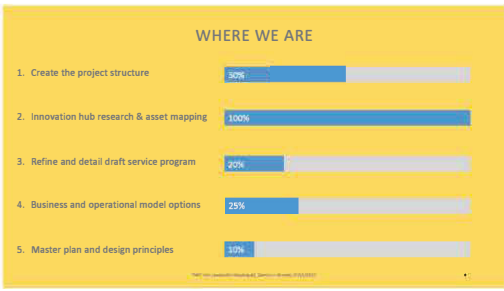 WHERE WE ARE
1. Create the project structure
50%
2. Innovation hub research & asset mapping
100%
3. Refine and detail draft service program
20%
4. Business and operational model options
25%
5. Master plan and design principles
10%